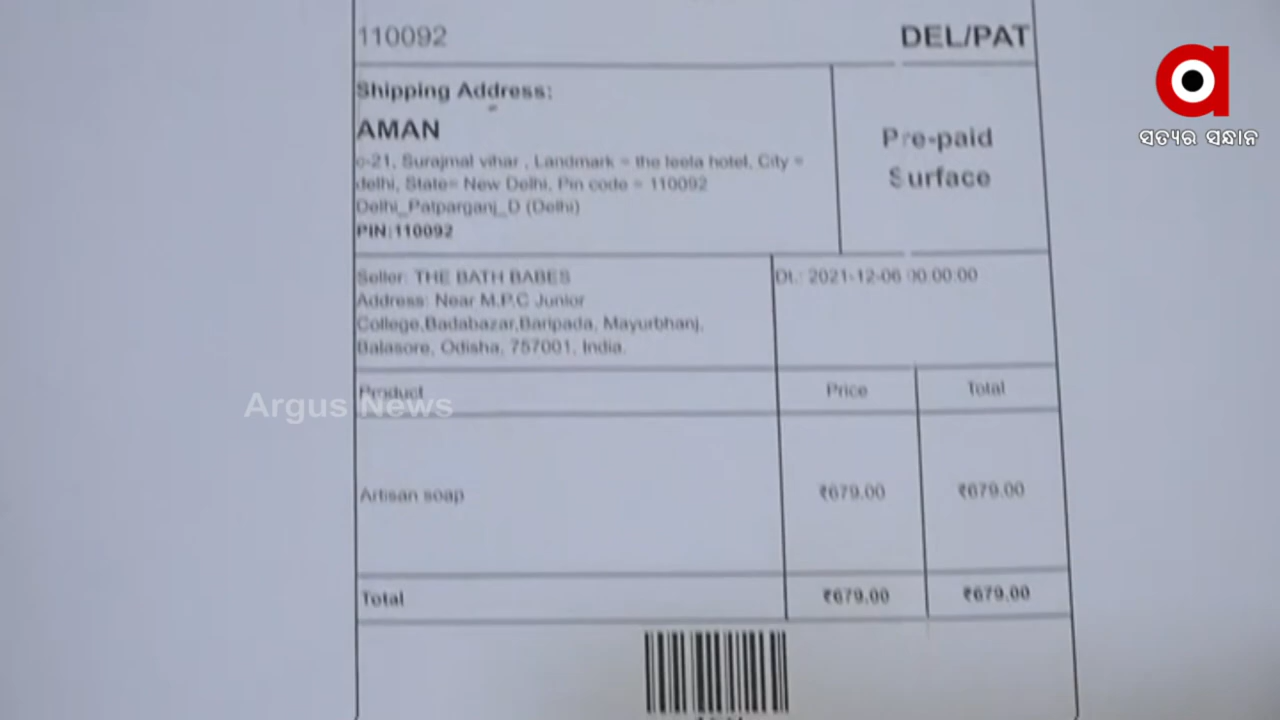 110092
DEL/PAT
ସତ୍ୟର ସନ୍ଧାନ
Shipping Address:
AMAN
c-21, Surajmal vihar , Landmark = the leela hotel, City =
delhi, State= New Delhi, Pin code = 110092
Delhi_Patparganj_D (Delhi)
PIN:110092
Pre-paid
Surface
Seller: THE BATH BABES
Address: Near M.P.C Junior
College,Badabazar,Baripada, Mayurbhanj,
Balasore, Odisha, 757001, India.
Dt.: 2021-12-06 00:00:00
Product
Price
Total
Argus News
Artisan soap
₹679.00
₹679.00
Total
₹679.00
₹679.00